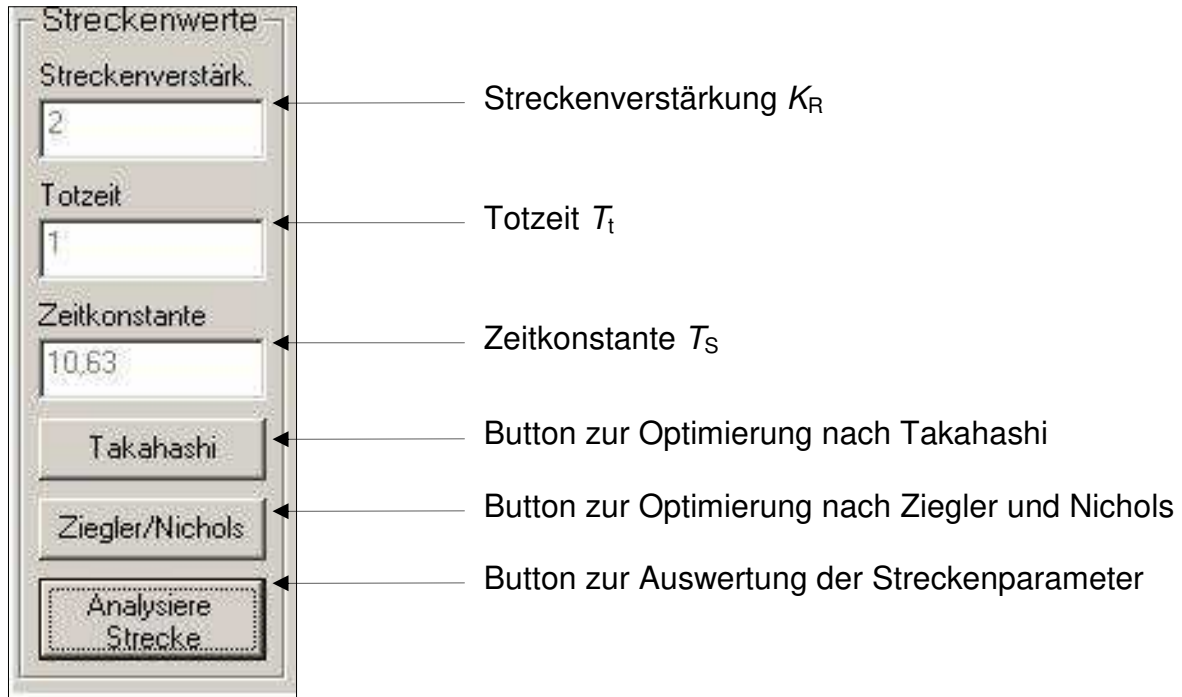 Streckenwerte
Streckenverstärk.
2
Streckenverstärkung KR
Totzeit
1
Totzeit Tt
Zeitkonstante
10,63
Zeitkonstante TS
Takahashi
Button zur Optimierung nach Takahashi
Ziegler/Nichols
Button zur Optimierung nach Ziegler und Nichols
Analysiere
Strecke
Button zur Auswertung der Streckenparameter